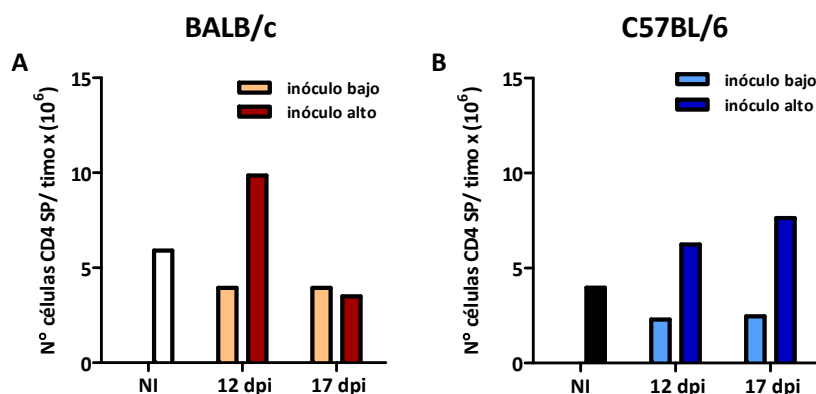 BALB/c
A
N° células CD4 SP/ timo x (10⁶)
15
10
5
0
inóculo bajo
inóculo alto
NI
12 dpi
17 dpi
C57BL/6
B
N° células CD4 SP/ timo x (10⁶)
15
10
5
0
inóculo bajo
inóculo alto
NI
12 dpi
17 dpi